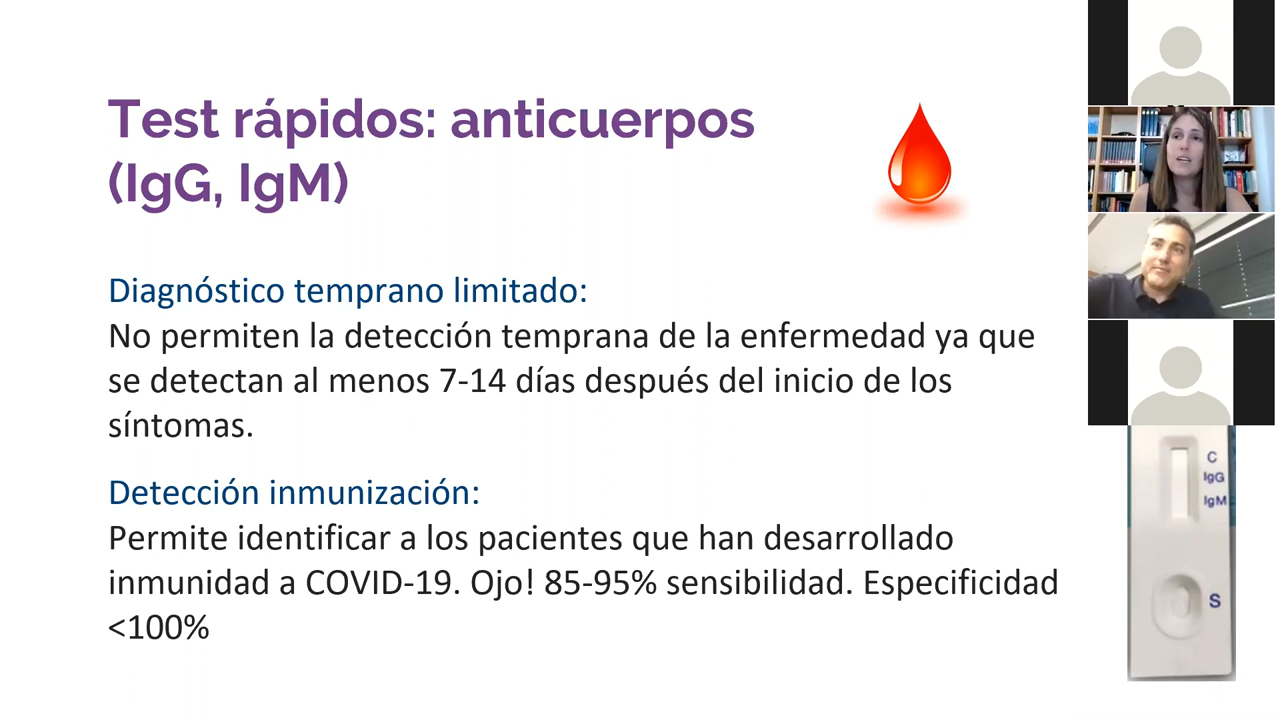 Test rápidos: anticuerpos
(IgG, IgM)
Diagnóstico temprano limitado:
No permiten la detección temprana de la enfermedad ya que
se detectan al menos 7-14 días después del inicio de los
síntomas.
Detección inmunización:
Permite identificar a los pacientes que han desarrollado
inmunidad a COVID-19. Ojo! 85-95% sensibilidad. Especificidad
<100%
C
IgG
IgM
S